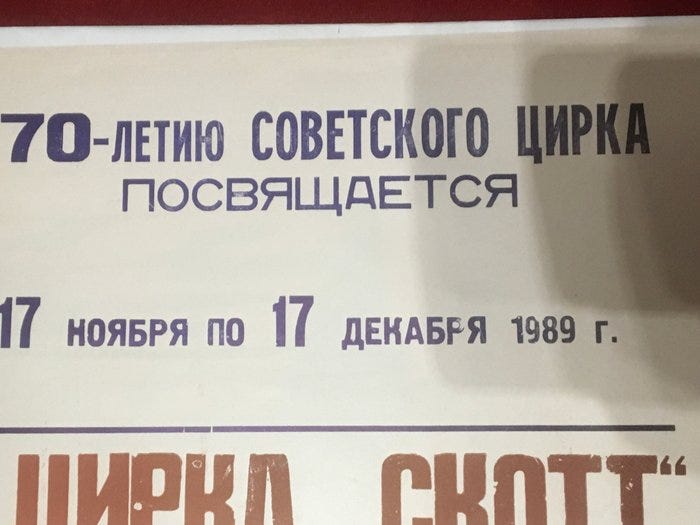 70-ЛЕТИЮ СОВЕТСКОГО ЦИРКА
ПОСВЯЩАЕТСЯ
17 НОЯБРЯ ПО 17 ДЕКАБРЯ 1989 г.
ЦИРКА СКОТТ“